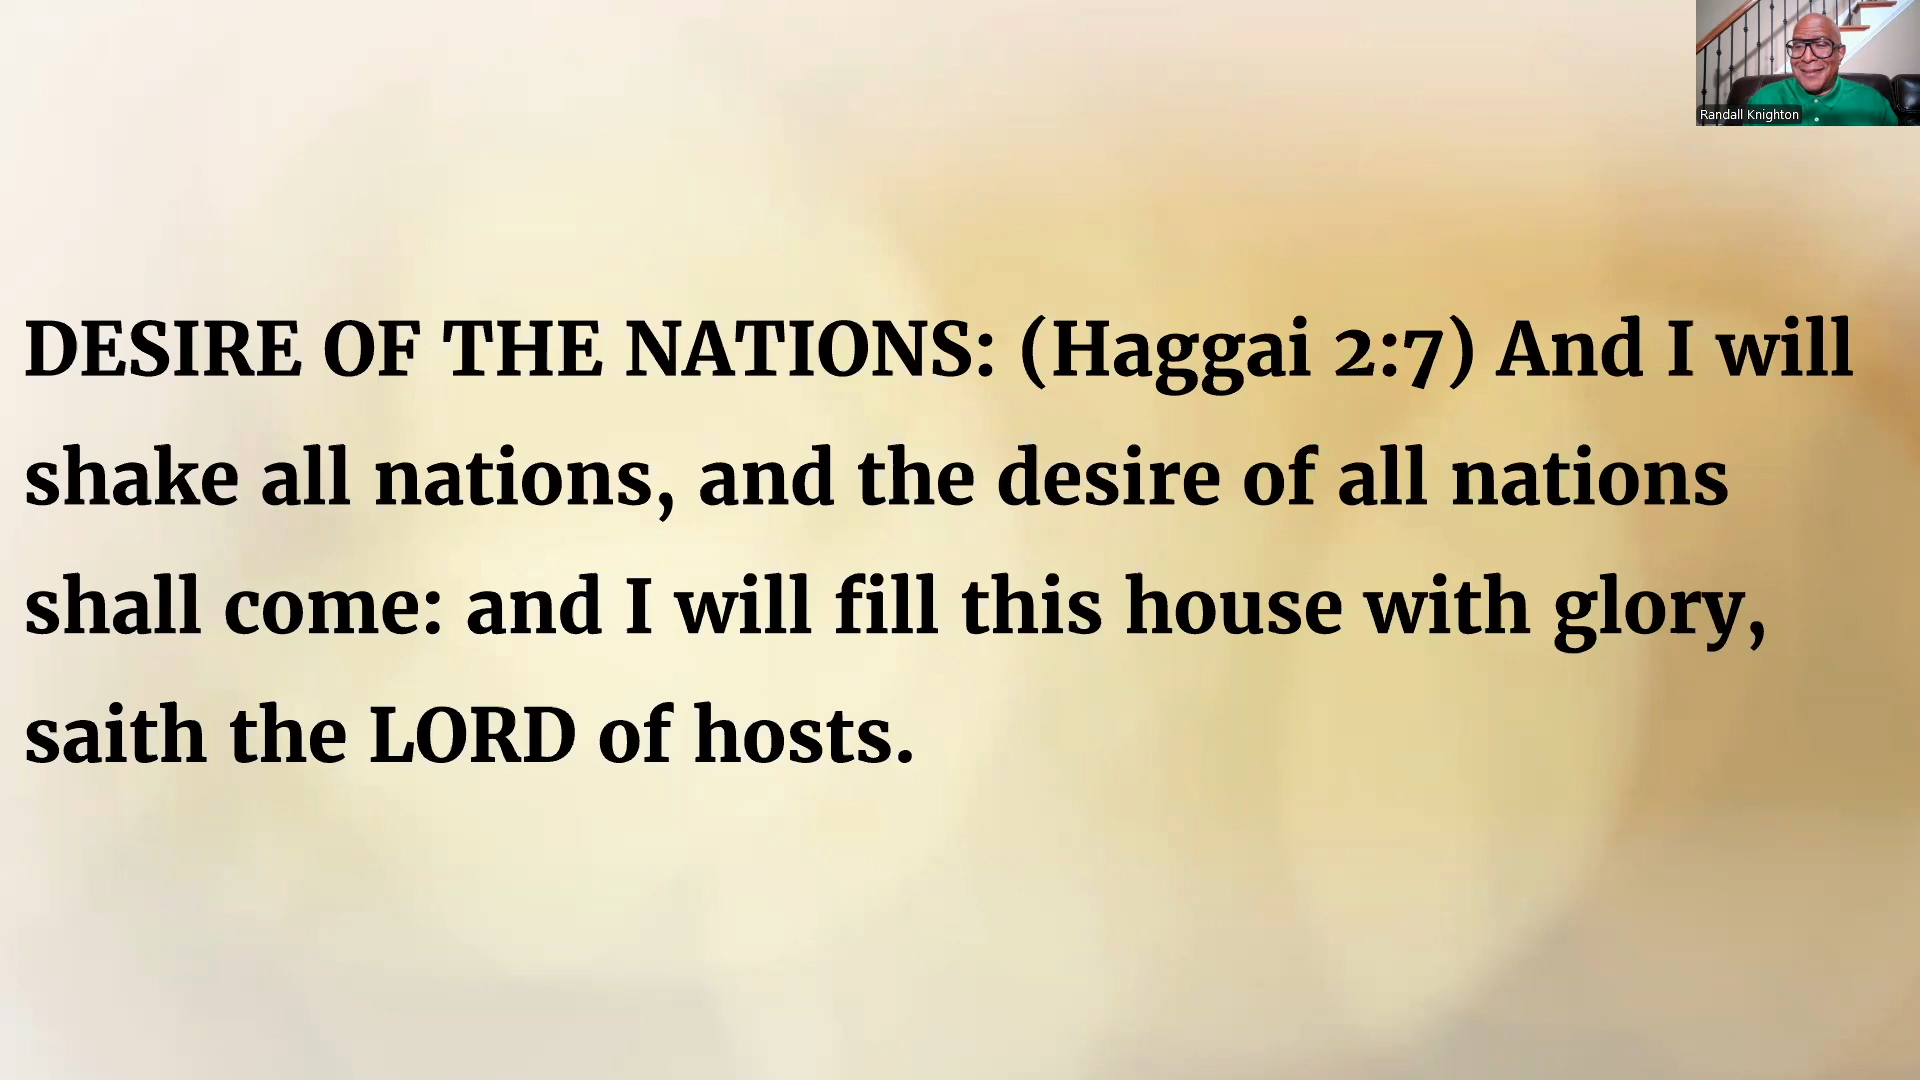 Randall Knighton
DESIRE OF THE NATIONS: (Haggai 2:7) And I will
shake all nations, and the desire of all nations
shall come: and I will fill this house with glory,
saith the LORD of hosts.